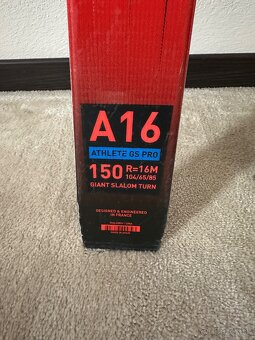 A16
ATHLETE GS PRO
150 R=16M
104/65/85
GIANT SLALOM TURN
DESIGNED & ENGINEERED
IN FRANCE